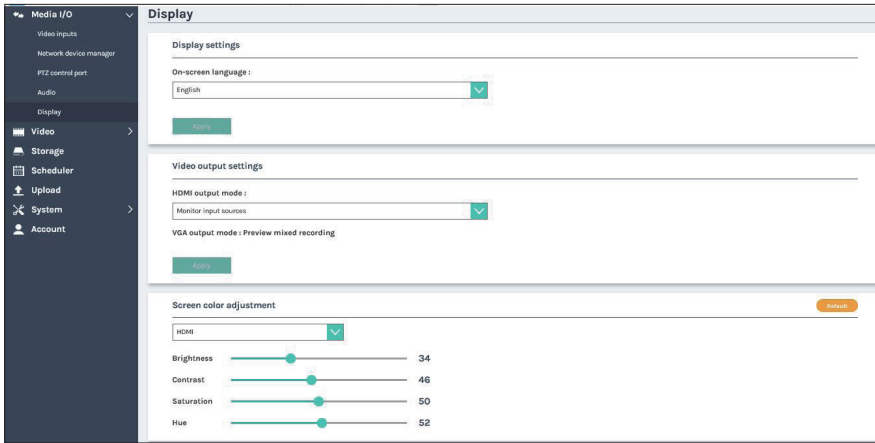 Media I/O
Video inputs
Network device manager
PTZ control port
Audio
Display
Video
Storage
Scheduler
Upload
System
Account
Display
Display settings
On-screen language :
English
Apply
Video output settings
HDMI output mode :
Monitor input sources
VGA output mode : Preview mixed recording
Apply
Screen color adjustment
Default
HDMI
Brightness 34
Contrast 46
Saturation 50
Hue 52